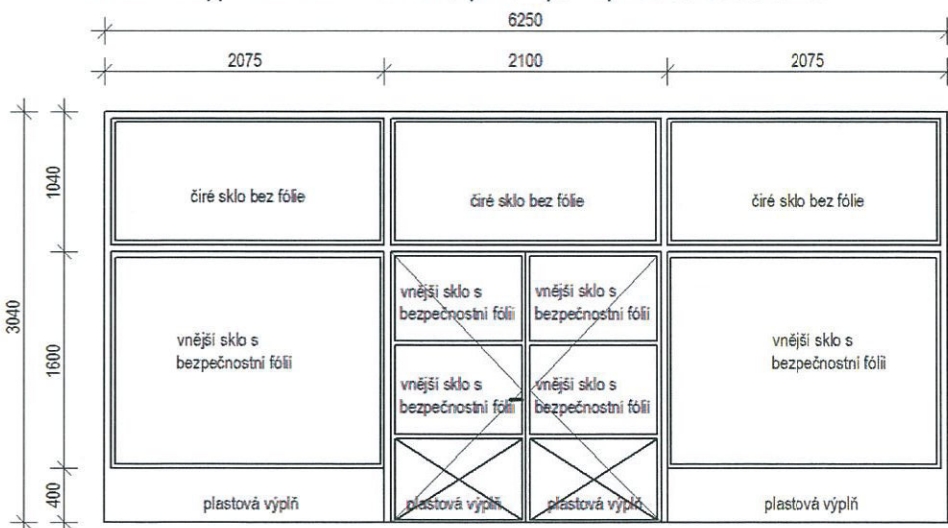 6250
2075
2100
2075
3040
1040
1600
400
čiré sklo bez fólie
čiré sklo bez fólie
čiré sklo bez fólie
vnější sklo s
bezpečnostní fólií
vnější sklo s
bezpečnostní fólií
vnější sklo s
bezpečnostní fólií
vnější sklo s
bezpečnostní fólií
vnější sklo s
bezpečnostní fólií
vnější sklo s
bezpečnostní fólií
plastová výplň
plastová výplň
plastová výplň
plastová výplň